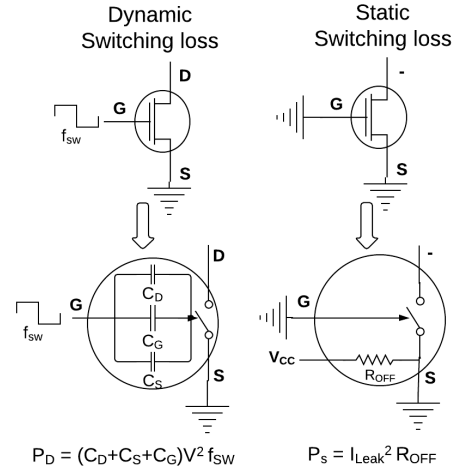 Dynamic
Switching loss
Static
Switching loss
D
G
f_SW
S
-
G
S
D
G
f_SW
C_D
C_G
C_S
S
-
G
V_CC
R_OFF
S
P_D = (C_D+C_S+C_G)V² f_SW
P_s = I_Leak² R_OFF